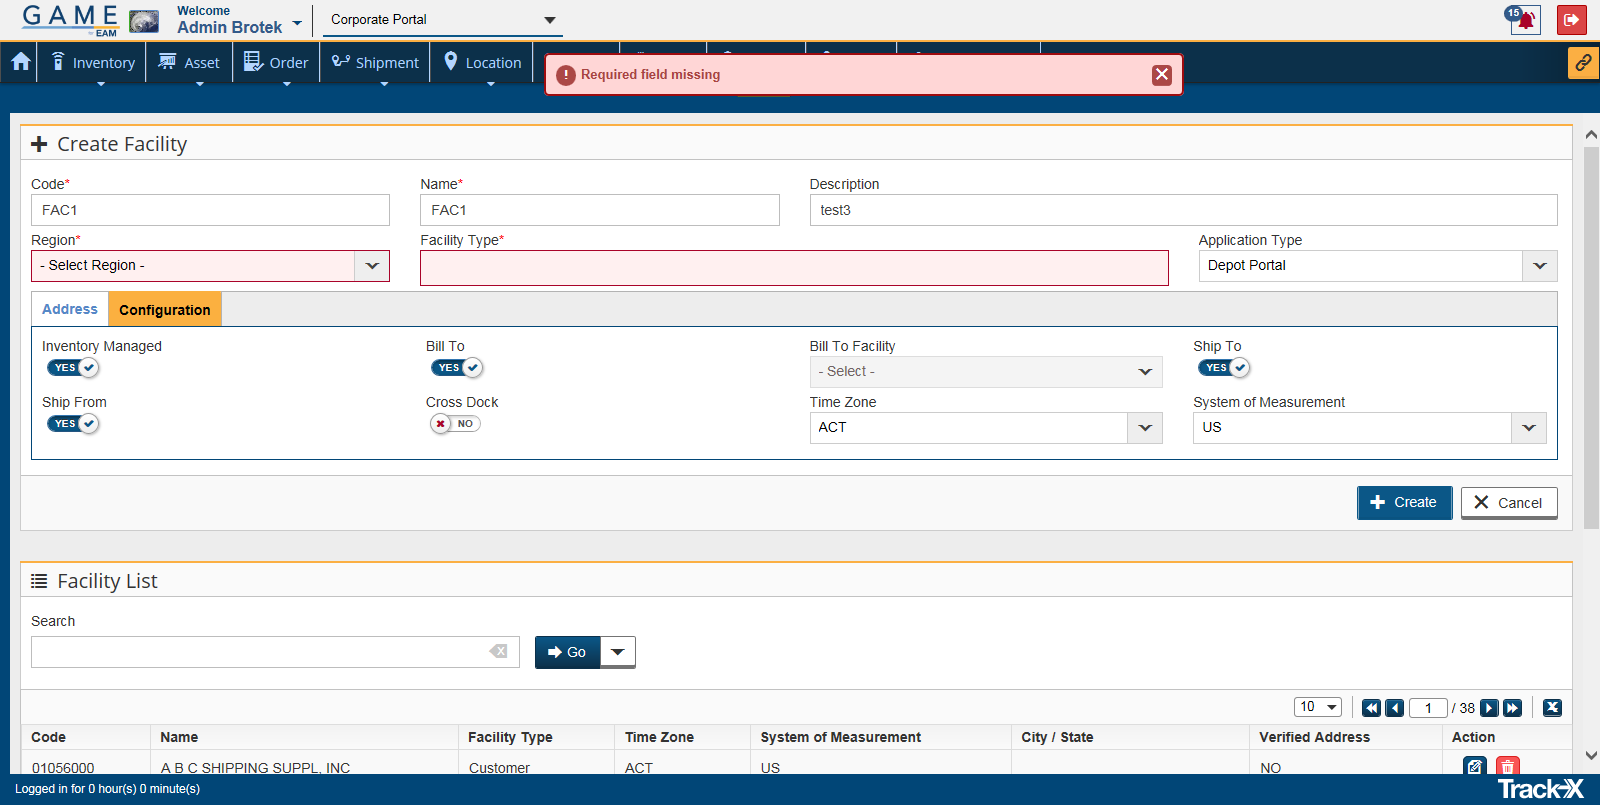 GAME
EAM
Welcome
Admin Brotek
Corporate Portal
15
Inventory
Asset
Order
Shipment
Location
Required field missing
Create Facility
Code*
Name*
Description
FAC1
FAC1
test3
Region*
Facility Type*
Application Type
- Select Region -
Depot Portal
Address
Configuration
Inventory Managed
Bill To
Bill To Facility
Ship To
YES
YES
- Select -
YES
Ship From
Cross Dock
Time Zone
System of Measurement
YES
NO
ACT
US
Create
Cancel
Facility List
Search
Go
10
1
/ 38
Code
Name
Facility Type
Time Zone
System of Measurement
City / State
Verified Address
Action
01056000
A B C SHIPPING SUPPL, INC
Customer
ACT
US
NO
Logged in for 0 hour(s) 0 minute(s)
Track-X